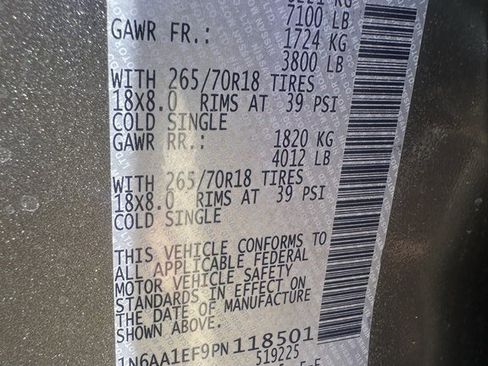 7100 LB
GAWR FR.: 1724 KG
3800 LB
WITH 265/70R18 TIRES
18X8.0 RIMS AT 39 PSI
COLD SINGLE
GAWR RR.: 1820 KG
4012 LB
WITH 265/70R18 TIRES
18X8.0 RIMS AT 39 PSI
COLD SINGLE
THIS VEHICLE CONFORMS TO
ALL APPLICABLE FEDERAL
MOTOR VEHICLE SAFETY
STANDARDS IN EFFECT ON
THE DATE OF MANUFACTURE
SHOWN ABOVE.
1N6AA1EF9PN118501
519225